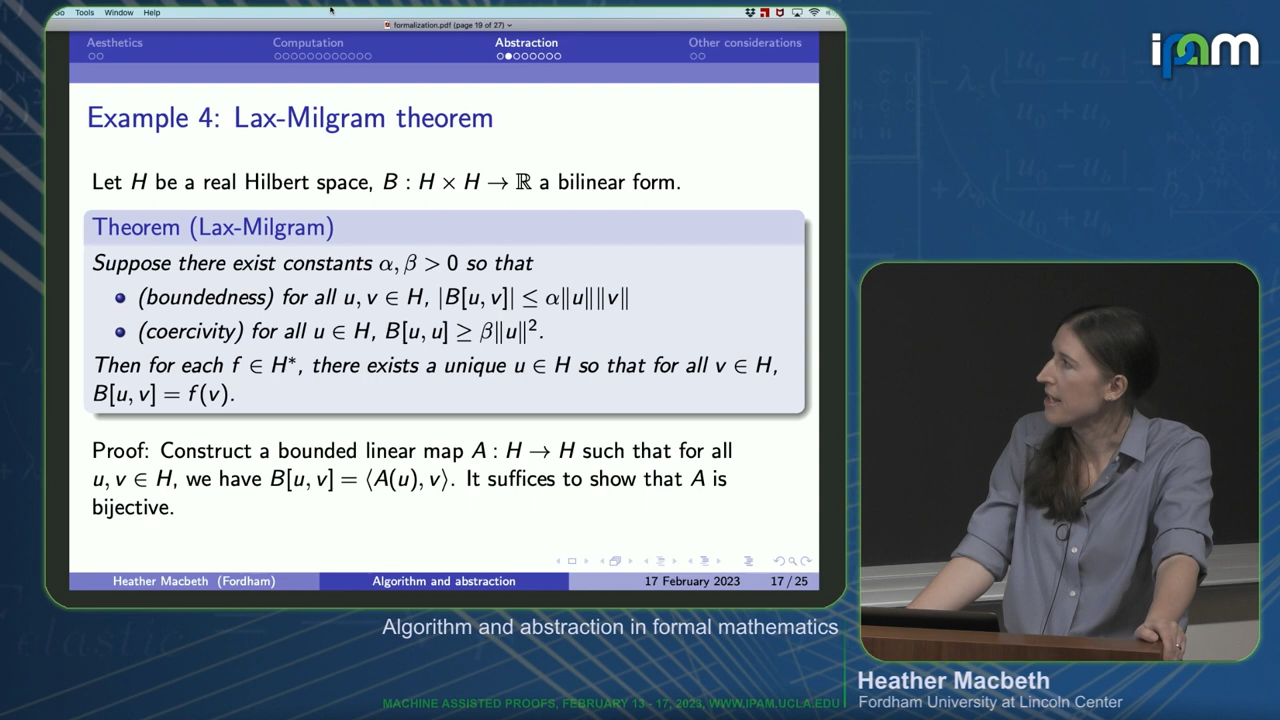 Go Tools Window Help
formalization.pdf (page 19 of 27)
Aesthetics Computation Abstraction Other considerations
Example 4: Lax-Milgram theorem
Let H be a real Hilbert space, B : H × H → ℝ a bilinear form.
Theorem (Lax-Milgram)
Suppose there exist constants α, β > 0 so that
(boundedness) for all u, v ∈ H, |B[u, v]| ≤ α‖u‖‖v‖
(coercivity) for all u ∈ H, B[u, u] ≥ β‖u‖².
Then for each f ∈ H*, there exists a unique u ∈ H so that for all v ∈ H,
B[u, v] = f(v).
Proof: Construct a bounded linear map A : H → H such that for all
u, v ∈ H, we have B[u, v] = ⟨A(u), v⟩. It suffices to show that A is
bijective.
Heather Macbeth (Fordham) Algorithm and abstraction 17 February 2023 17 / 25
ipam
Algorithm and abstraction in formal mathematics
Heather Macbeth
Fordham University at Lincoln Center
MACHINE ASSISTED PROOFS, FEBRUARY 13 - 17, 2023, WWW.IPAM.UCLA.EDU